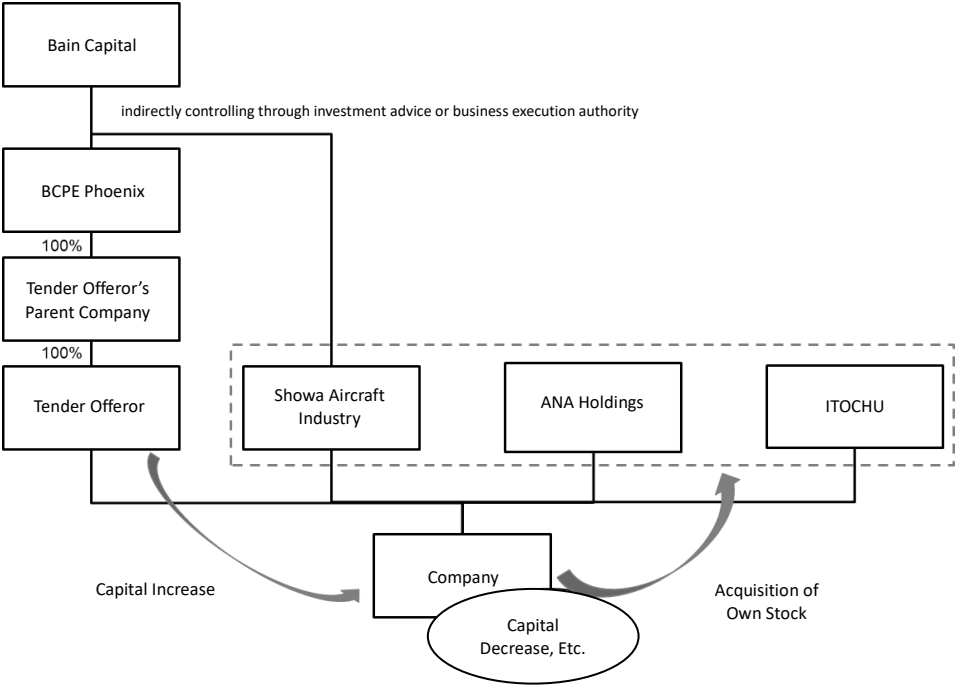 Bain Capital
indirectly controlling through investment advice or business execution authority
BCPE Phoenix
100%
Tender Offeror's
Parent Company
100%
Tender Offeror
Showa Aircraft
Industry
ANA Holdings
ITOCHU
Capital Increase
Company
Capital
Decrease, Etc.
Acquisition of
Own Stock